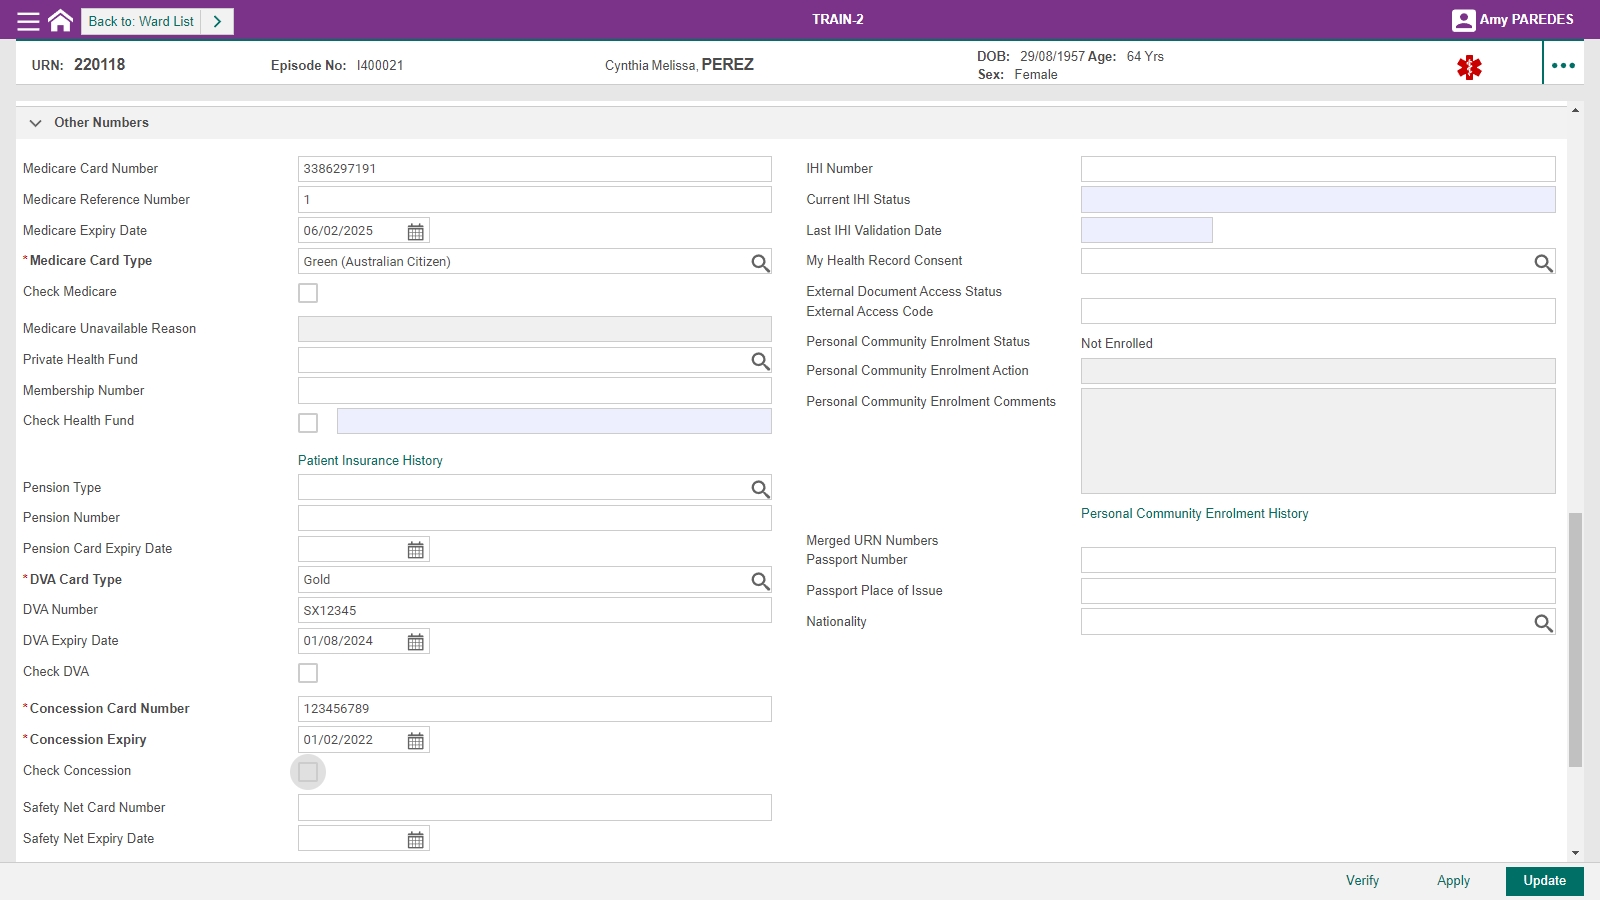 Back to: Ward List
TRAIN-2
Amy PAREDES
URN: 220118
Episode No: I400021
Cynthia Melissa, PEREZ
DOB: 29/08/1957 Age: 64 Yrs
Sex: Female
Other Numbers
Medicare Card Number 3386297191
Medicare Reference Number 1
Medicare Expiry Date 06/02/2025
*Medicare Card Type Green (Australian Citizen)
Check Medicare
Medicare Unavailable Reason
Private Health Fund
Membership Number
Check Health Fund
Patient Insurance History
Pension Type
Pension Number
Pension Card Expiry Date
*DVA Card Type Gold
DVA Number SX12345
DVA Expiry Date 01/08/2024
Check DVA
*Concession Card Number 123456789
*Concession Expiry 01/02/2022
Check Concession
Safety Net Card Number
Safety Net Expiry Date
IHI Number
Current IHI Status
Last IHI Validation Date
My Health Record Consent
External Document Access Status
External Access Code
Personal Community Enrolment Status Not Enrolled
Personal Community Enrolment Action
Personal Community Enrolment Comments
Personal Community Enrolment History
Merged URN Numbers
Passport Number
Passport Place of Issue
Nationality
Verify
Apply
Update